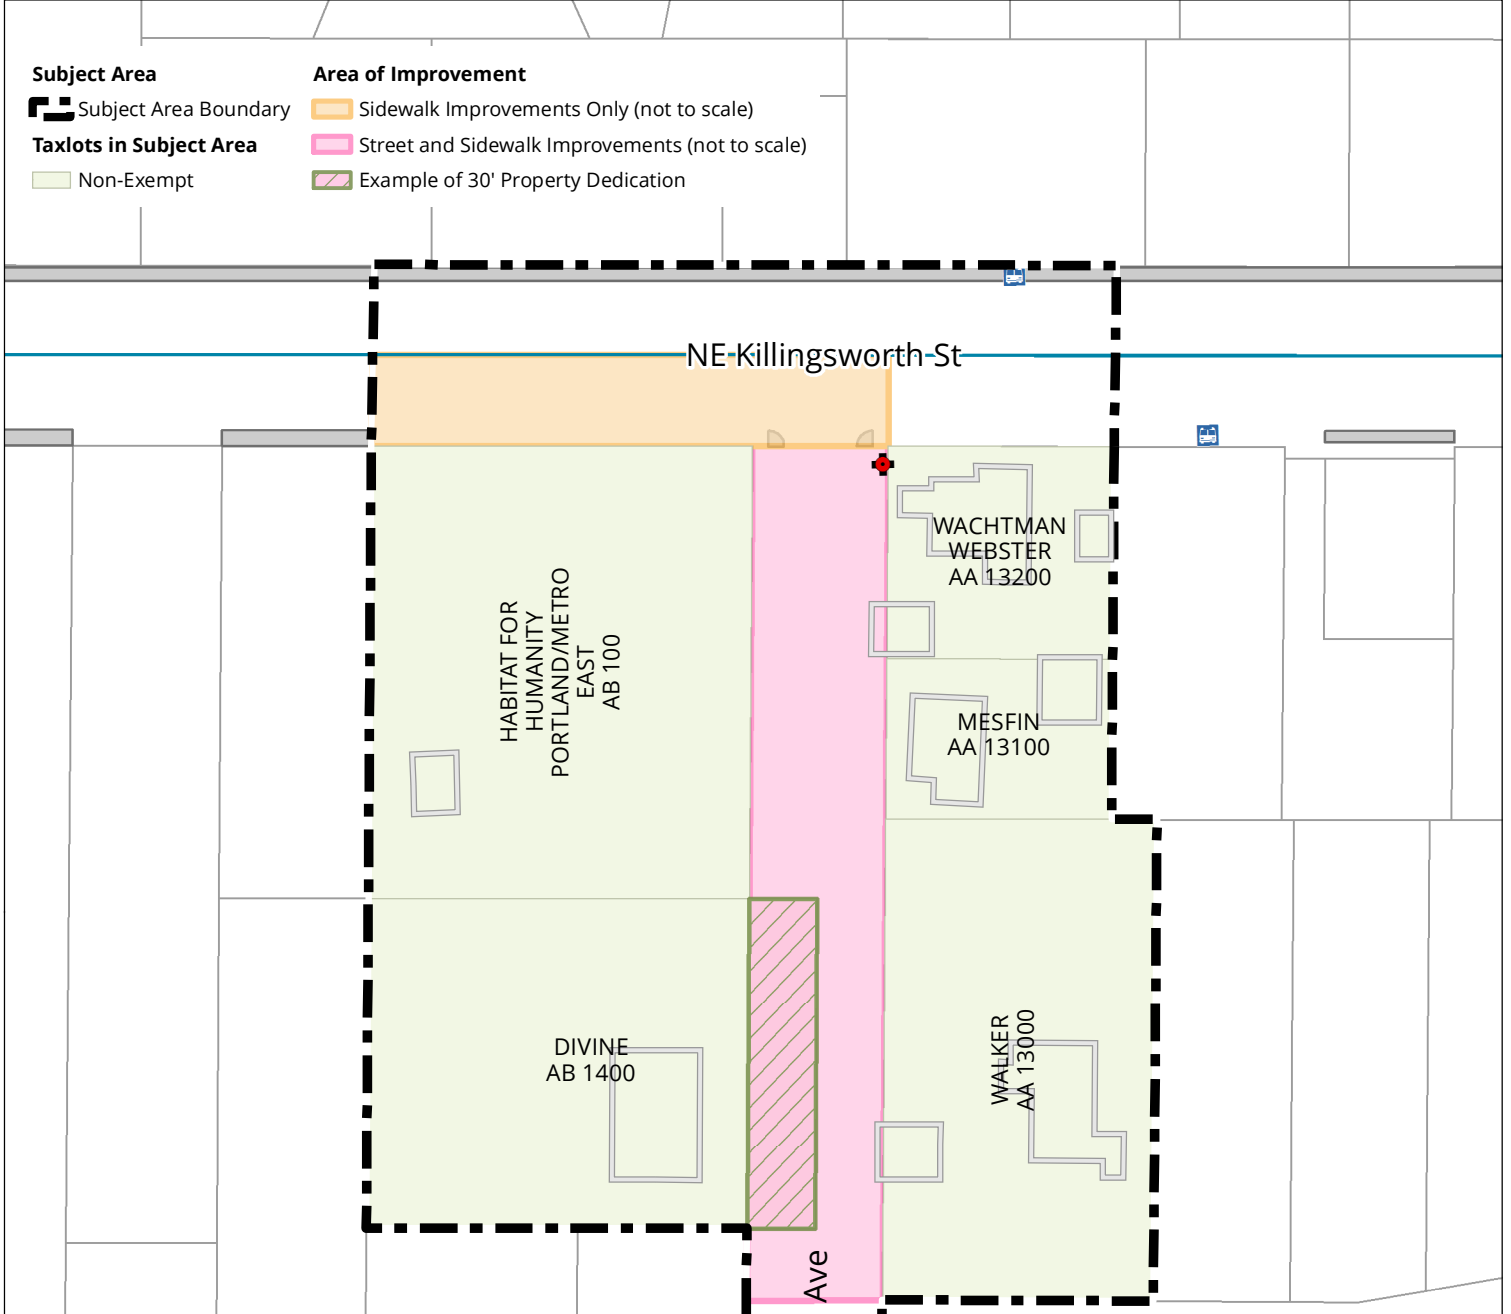 Subject Area
Subject Area Boundary
Taxlots in Subject Area
Non-Exempt
Area of Improvement
Sidewalk Improvements Only (not to scale)
Street and Sidewalk Improvements (not to scale)
Example of 30' Property Dedication
NE Killingsworth St
WACHTMAN
WEBSTER
AA 13200
HABITAT FOR
HUMANITY
PORTLAND/METRO
EAST
AB 100
MESFIN
AA 13100
DIVINE
AB 1400
WALKER
AA 13000
Ave